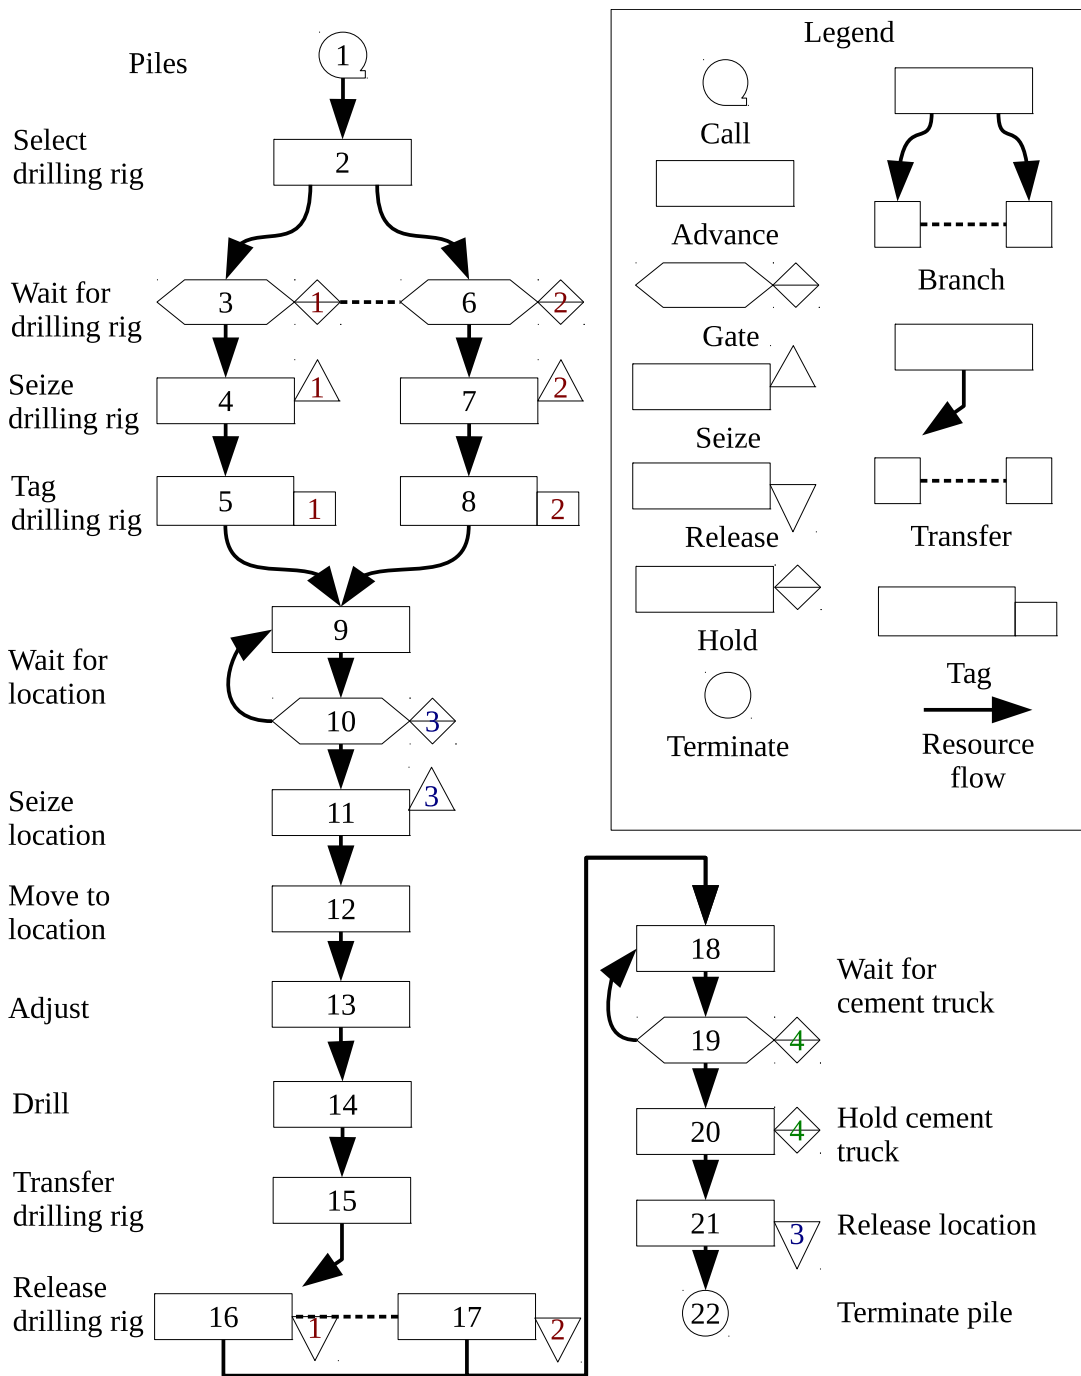 Piles
1
Select
drilling rig
2
Wait for
drilling rig
3
1
6
2
Seize
drilling rig
4
1
7
2
Tag
drilling rig
5
1
8
2
9
Wait for
location
10
3
Seize
location
11
3
Move to
location
12
Adjust
13
Drill
14
Transfer
drilling rig
15
Release
drilling rig
16
1
17
2
18
Wait for
cement truck
19
4
20
4
Hold cement
truck
21
3
Release location
22
Terminate pile
Legend
Call
Advance
Gate
Seize
Release
Hold
Terminate
Branch
Transfer
Tag
Resource
flow